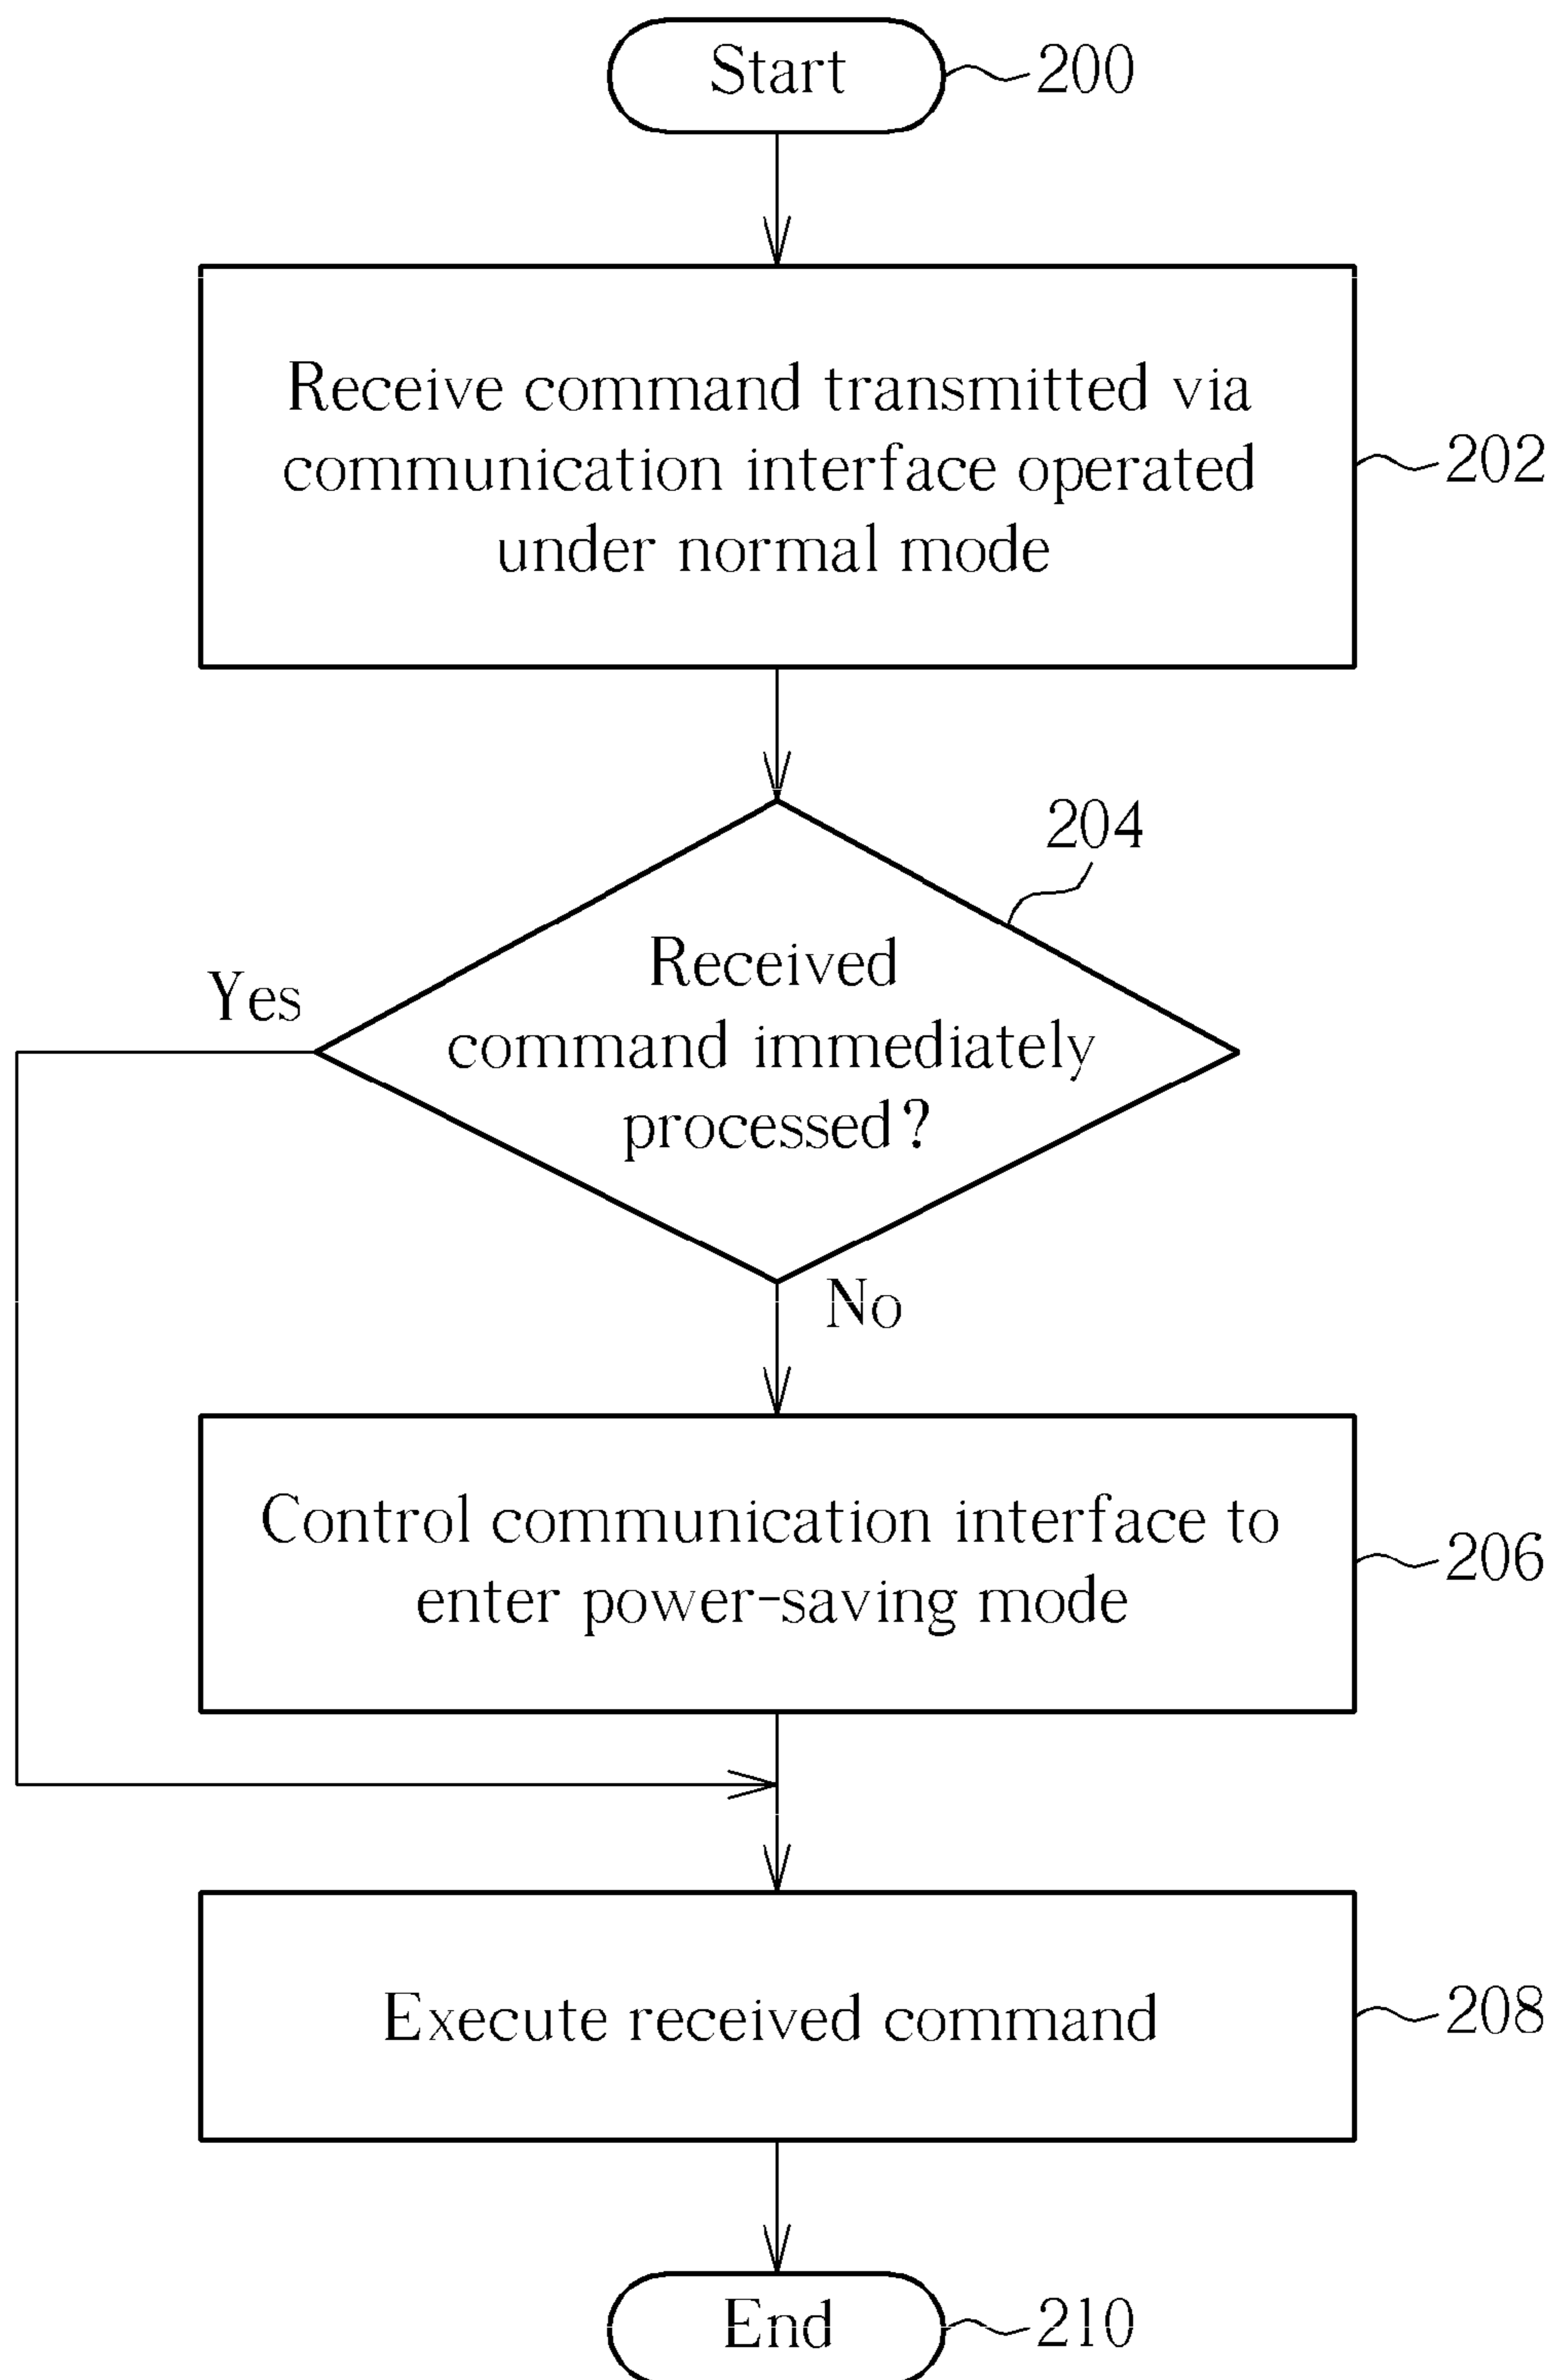 Start
200
Receive command transmitted via
communication interface operated
under normal mode
202
204
Received
command immediately
processed?
Yes
No
Control communication interface to
enter power-saving mode
206
Execute received command
208
End
210